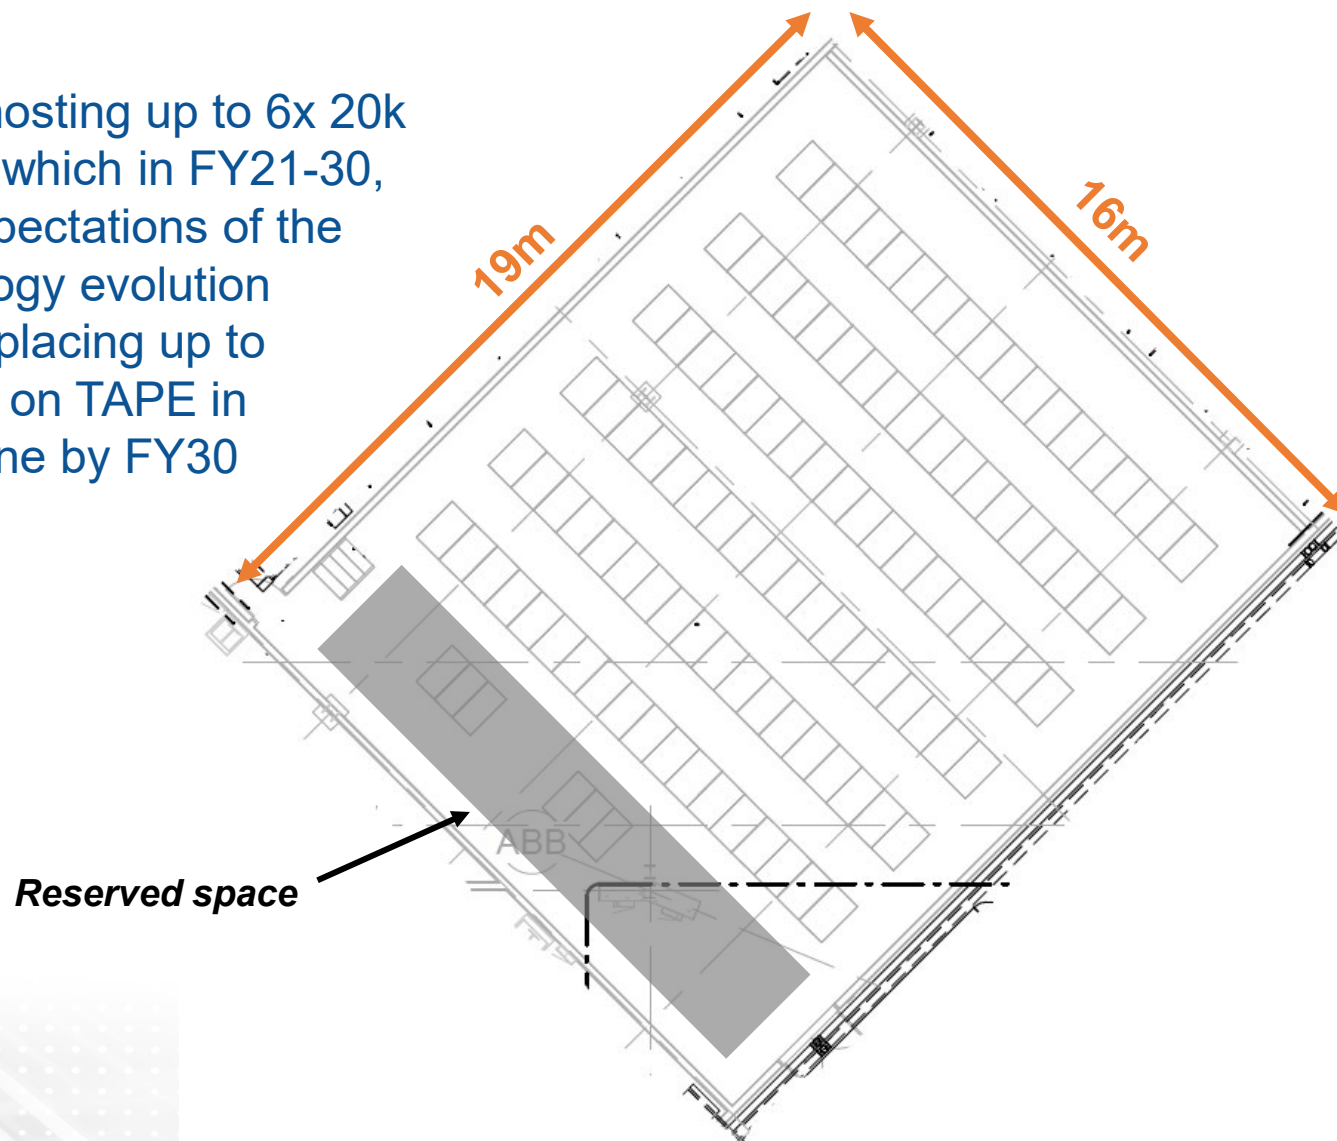 hosting up to 6x 20k
which in FY21-30,
pectations of the
ogy evolution
placing up to
on TAPE in
ne by FY30
19m
16m
ABB
Reserved space